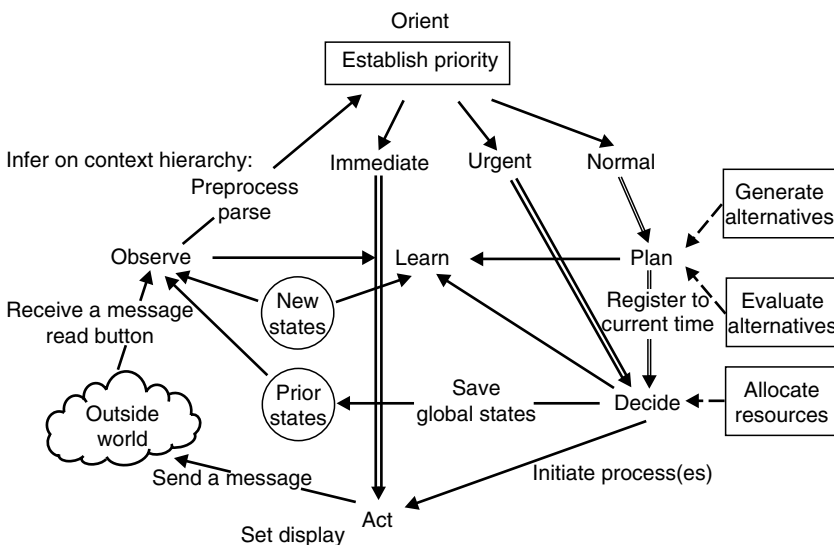 Orient
Establish priority
Infer on context hierarchy:
Preprocess
parse
Immediate
Urgent
Normal
Generate
alternatives
Observe
Learn
Plan
New
states
Receive a message
read button
Register to
current time
Evaluate
alternatives
Outside
world
Prior
states
Save
global states
Decide
Allocate
resources
Send a message
Initiate process(es)
Set display
Act